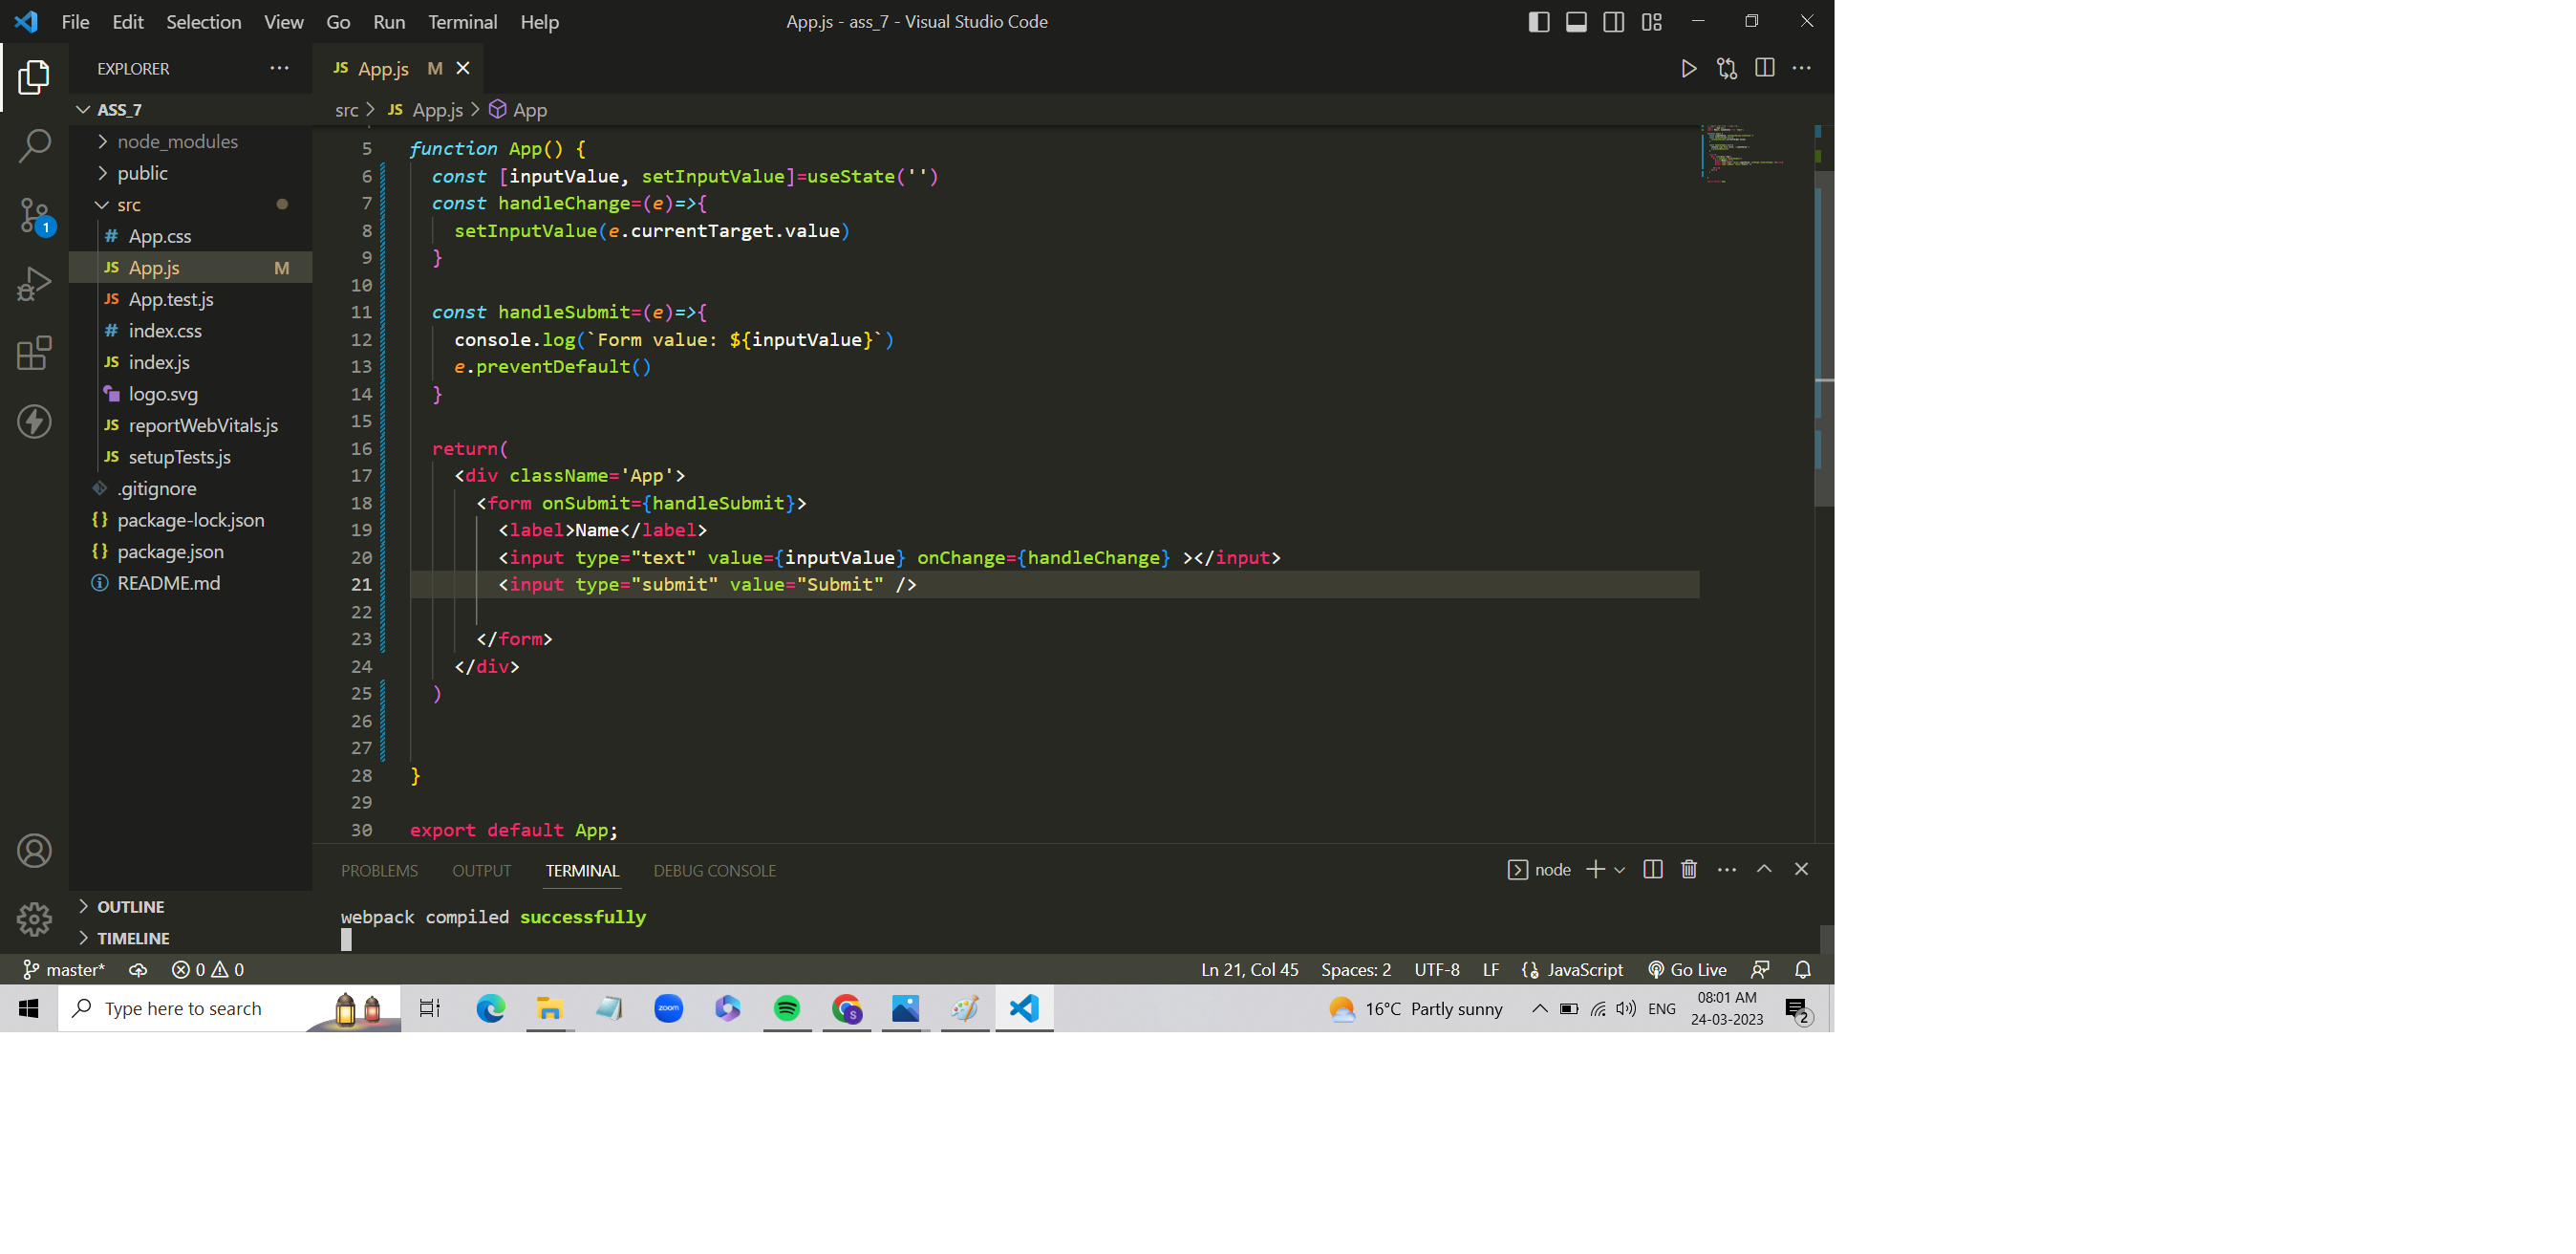 File Edit Selection View Go Run Terminal Help App.js - ass_7 - Visual Studio Code
EXPLORER
JS App.js M
ASS_7
src JS App.js App
node_modules
public
src
# App.css
JS App.js M
JS App.test.js
# index.css
JS index.js
logo.svg
JS reportWebVitals.js
JS setupTests.js
.gitignore
{} package-lock.json
{} package.json
README.md
OUTLINE
TIMELINE
1
5 function App() {
6 const [inputValue, setInputValue]=useState('')
7 const handleChange=(e)=>{
8 setInputValue(e.currentTarget.value)
9 }
10
11 const handleSubmit=(e)=>{
12 console.log(`Form value: ${inputValue}`)
13 e.preventDefault()
14 }
15
16 return(
17 <div className='App'>
18 <form onSubmit={handleSubmit}>
19 <label>Name</label>
20 <input type="text" value={inputValue} onChange={handleChange} ></input>
21 <input type="submit" value="Submit" />
22
23 </form>
24 </div>
25 )
26
27
28 }
29
30 export default App;
PROBLEMS OUTPUT TERMINAL DEBUG CONSOLE node
webpack compiled successfully
master* 0 0 Ln 21, Col 45 Spaces: 2 UTF-8 LF JavaScript Go Live
Type here to search zoom S 16°C Partly sunny ENG 08:01 AM
24-03-2023 2